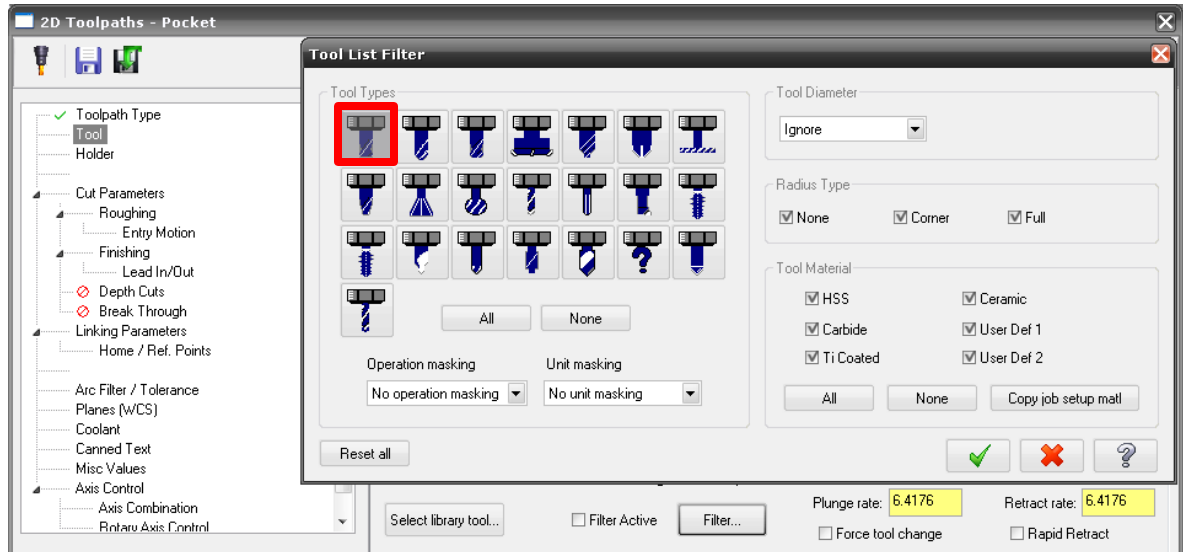 2D Toolpaths - Pocket
Tool List Filter
Toolpath Type
Tool
Holder
Cut Parameters
Roughing
Entry Motion
Finishing
Lead In/Out
Depth Cuts
Break Through
Linking Parameters
Home / Ref. Points
Arc Filter / Tolerance
Planes (WCS)
Coolant
Canned Text
Misc Values
Axis Control
Axis Combination
Rotary Axis Control
Tool Types
All
None
Operation masking
Unit masking
No operation masking
No unit masking
Reset all
Tool Diameter
Ignore
Radius Type
None
Corner
Full
Tool Material
HSS
Ceramic
Carbide
User Def 1
Ti Coated
User Def 2
All
None
Copy job setup matl
Select library tool...
Filter Active
Filter...
Plunge rate: 6.4176
Retract rate: 6.4176
Force tool change
Rapid Retract